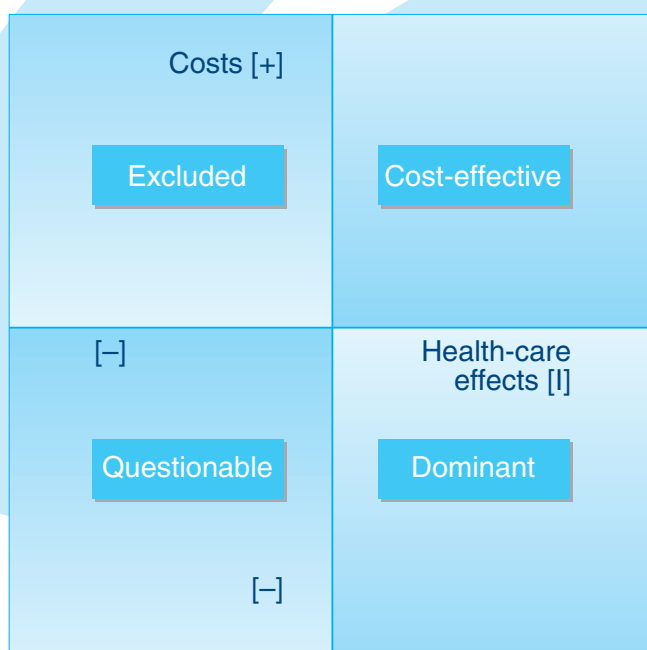 Costs [+]
Excluded
Cost-effective
[–]
Health-care
effects [I]
Questionable
Dominant
[–]